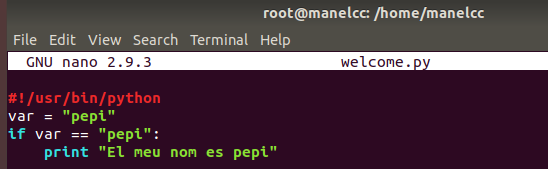 root@manelcc: /home/manelcc
File Edit View Search Terminal Help
GNU nano 2.9.3 welcome.py
#!/usr/bin/python
var = "pepi"
if var == "pepi":
    print "El meu nom es pepi"